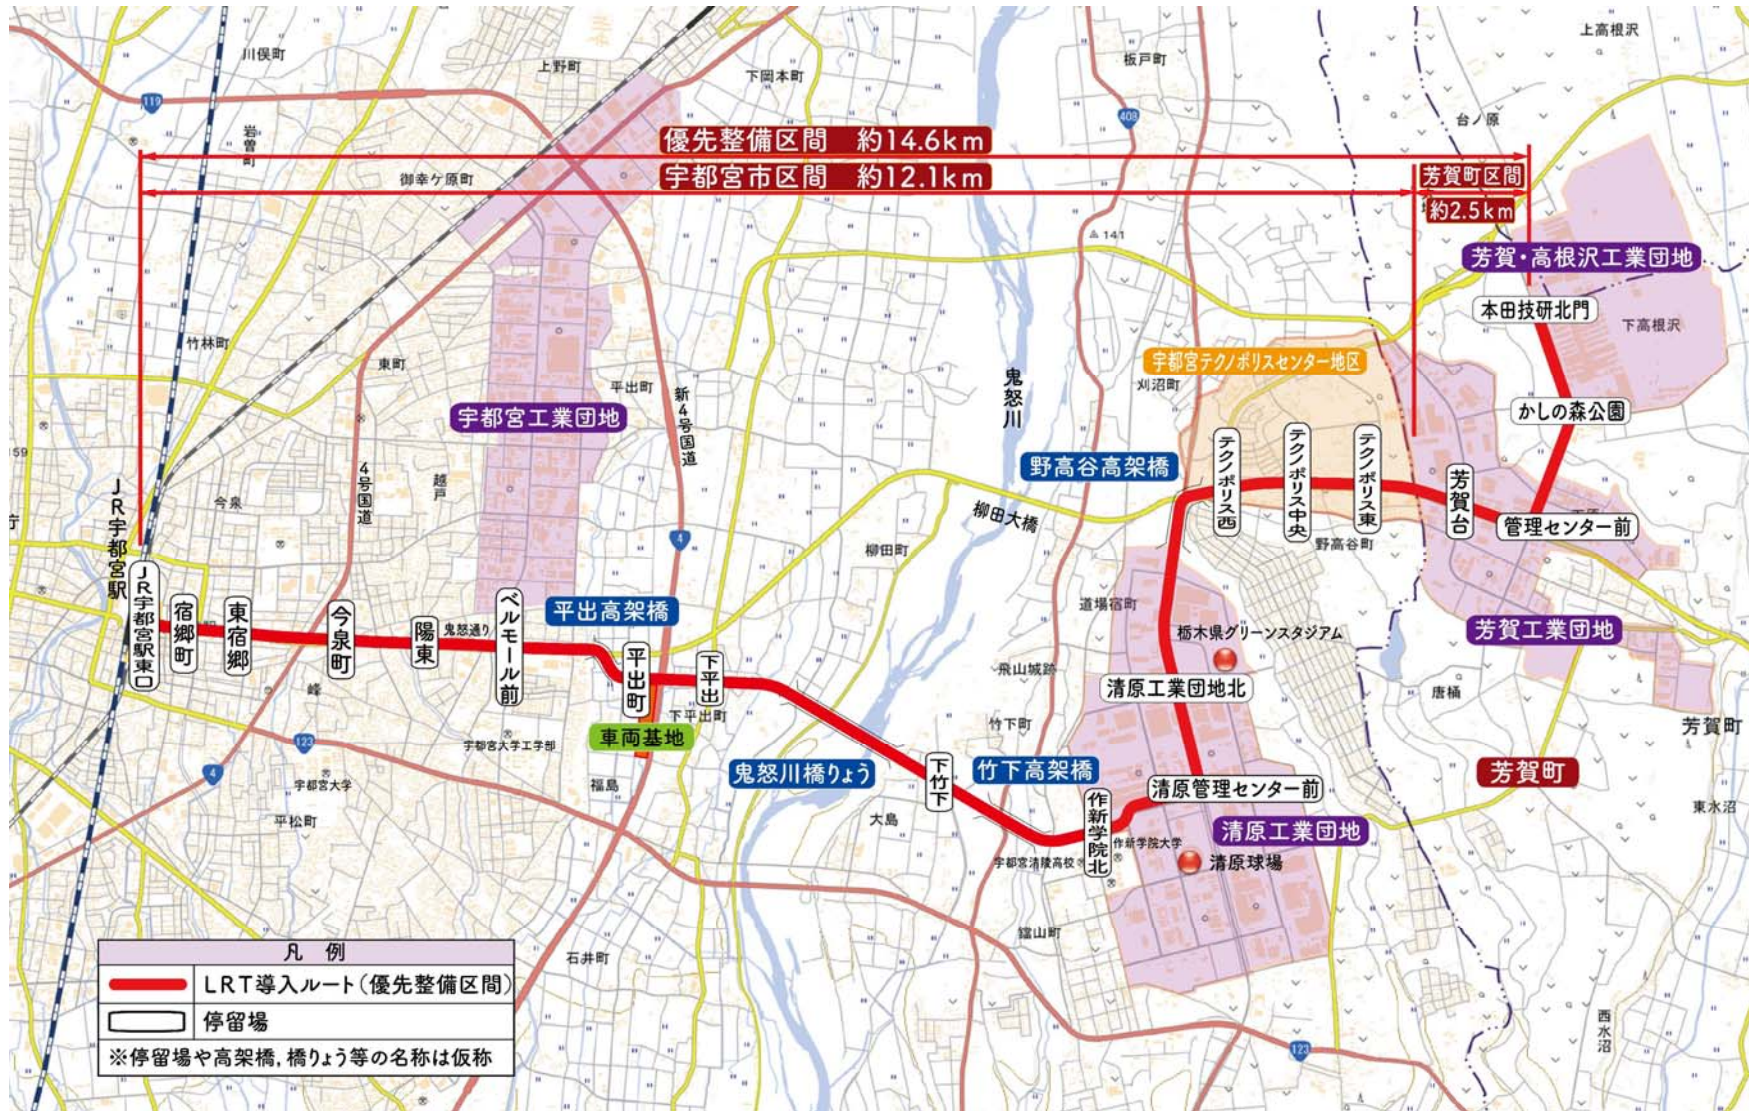 川俣町
上野町
下岡本町
板戸町
上高根沢
119
岩曽町
408
台ノ原
優先整備区間　約14.6km
御幸ケ原町
宇都宮市区間　約12.1km
芳賀町区間
約2.5km
141
芳賀・高根沢工業団地
本田技研北門
下高根沢
竹林町
東町
平出町
新4号国道
鬼怒川
宇都宮テクノポリスセンター地区
刈沼町
宇都宮工業団地
かしの森公園
59
4号国道
越戸
野高谷高架橋
テクノポリス西
テクノポリス中央
テクノポリス東
芳賀台
管理センター前
JR宇都宮駅
今泉
柳田大橋
4
柳田町
野高谷町
JR宇都宮駅東口
宿郷町
東宿郷
今泉町
陽東
鬼怒通り
ベルモール前
平出高架橋
平出町
下平出
道場宿町
栃木県グリーンスタジアム
芳賀工業団地
飛山城跡
清原工業団地北
唐桶
峰
下平出町
竹下町
芳賀町
車両基地
宇都宮大学工学部
123
4
宇都宮大学
福島
鬼怒川橋りょう
下竹下
竹下高架橋
清原管理センター前
芳賀町
東水沼
平松町
大島
作新学院北
作新学院大学
清原工業団地
宇都宮清陵高校
清原球場
鐺山町
石井町
西水沼
123
凡　例
LRT導入ルート（優先整備区間）
停留場
※停留場や高架橋，橋りょう等の名称は仮称